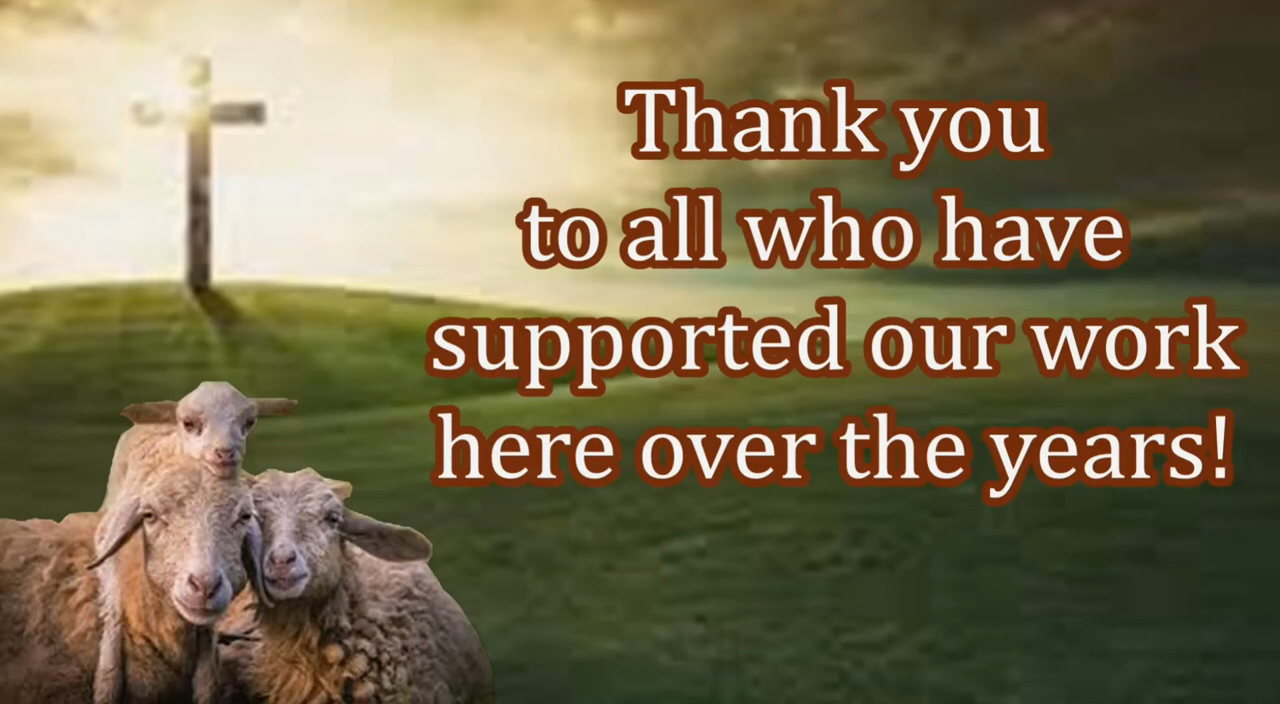 Thank you
to all who have
supported our work
here over the years!